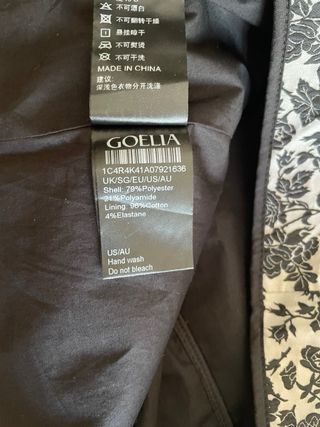 不可漂白
不可翻转干燥
悬挂晾干
不可熨烫
不可干洗
MADE IN CHINA
建议:
深浅色衣物分开洗涤
GOELIA
1C4R4K41A07921636
UK/SG/EU/US/AU
Shell: 79%Polyester
21%Polyamide
Lining: 96%Cotton
4%Elastane
US/AU
Hand wash
Do not bleach